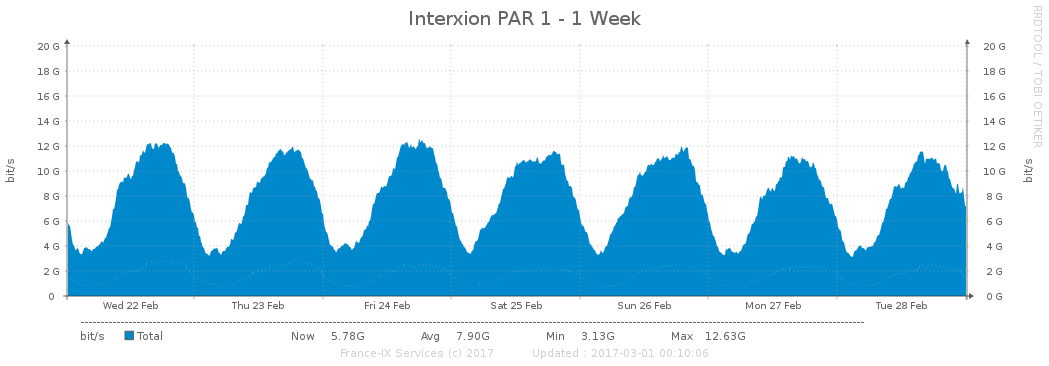 Interxion PAR 1 - 1 Week
RRDTOOL / TOBI OETIKER
bit/s
20 G 20 G
18 G 18 G
16 G 16 G
14 G 14 G
12 G 12 G
10 G 10 G
8 G 8 G
6 G 6 G
4 G 4 G
2 G 2 G
0 0 G
bit/s
Wed 22 Feb Thu 23 Feb Fri 24 Feb Sat 25 Feb Sun 26 Feb Mon 27 Feb Tue 28 Feb
bit/s Total Now 5.78G Avg 7.90G Min 3.13G Max 12.63G
France-IX Services (c) 2017 Updated : 2017-03-01 00:10:06